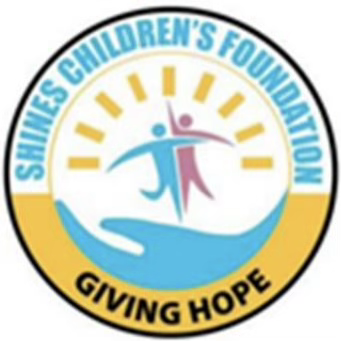 SHINES CHILDREN'S FOUNDATION
GIVING HOPE